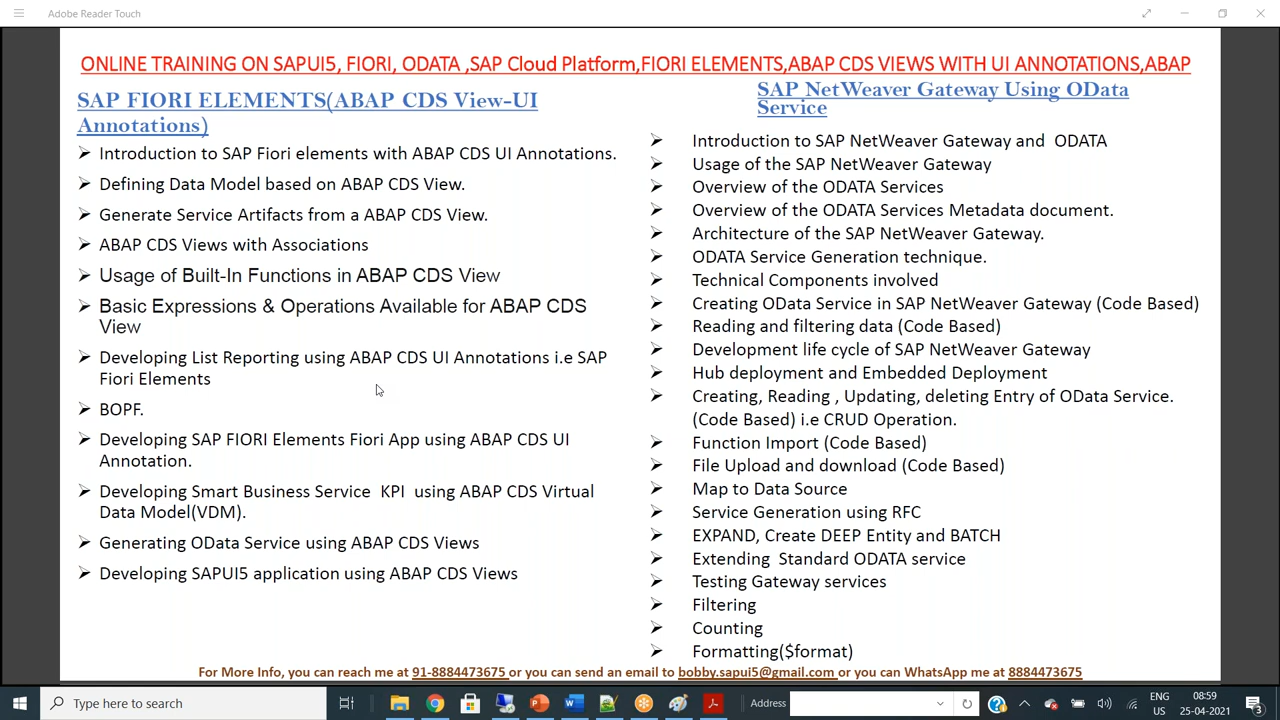 Adobe Reader Touch
ONLINE TRAINING ON SAPUI5, FIORI, ODATA ,SAP Cloud Platform,FIORI ELEMENTS,ABAP CDS VIEWS WITH UI ANNOTATIONS,ABAP
SAP FIORI ELEMENTS(ABAP CDS View-UI
Annotations)
Introduction to SAP Fiori elements with ABAP CDS UI Annotations.
Defining Data Model based on ABAP CDS View.
Generate Service Artifacts from a ABAP CDS View.
ABAP CDS Views with Associations
Usage of Built-In Functions in ABAP CDS View
Basic Expressions & Operations Available for ABAP CDS
View
Developing List Reporting using ABAP CDS UI Annotations i.e SAP
Fiori Elements
BOPF.
Developing SAP FIORI Elements Fiori App using ABAP CDS UI
Annotation.
Developing Smart Business Service KPI using ABAP CDS Virtual
Data Model(VDM).
Generating OData Service using ABAP CDS Views
Developing SAPUI5 application using ABAP CDS Views
SAP NetWeaver Gateway Using OData
Service
Introduction to SAP NetWeaver Gateway and ODATA
Usage of the SAP NetWeaver Gateway
Overview of the ODATA Services
Overview of the ODATA Services Metadata document.
Architecture of the SAP NetWeaver Gateway.
ODATA Service Generation technique.
Technical Components involved
Creating OData Service in SAP NetWeaver Gateway (Code Based)
Reading and filtering data (Code Based)
Development life cycle of SAP NetWeaver Gateway
Hub deployment and Embedded Deployment
Creating, Reading , Updating, deleting Entry of OData Service.
(Code Based) i.e CRUD Operation.
Function Import (Code Based)
File Upload and download (Code Based)
Map to Data Source
Service Generation using RFC
EXPAND, Create DEEP Entity and BATCH
Extending Standard ODATA service
Testing Gateway services
Filtering
Counting
Formatting($format)
For More Info, you can reach me at 91-8884473675 or you can send an email to bobby.sapui5@gmail.com or you can WhatsApp me at 8884473675
Type here to search
Address
ENG
US
08:59
25-04-2021
3